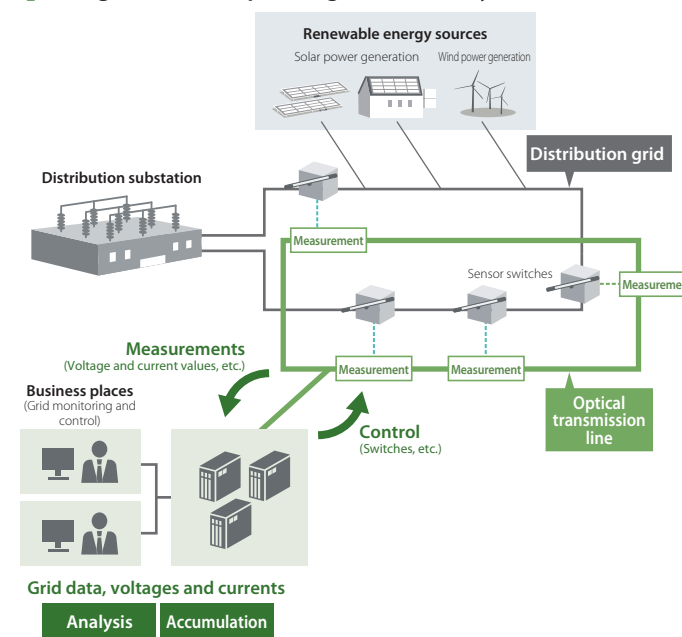 Renewable energy sources
Solar power generation
Wind power generation
Distribution grid
Distribution substation
Measurement
Sensor switches
Measureme
Measurements
(Voltage and current values, etc.)
Measurement
Measurement
Business places
(Grid monitoring and
control)
Control
(Switches, etc.)
Optical
transmission
line
Grid data, voltages and currents
Analysis
Accumulation